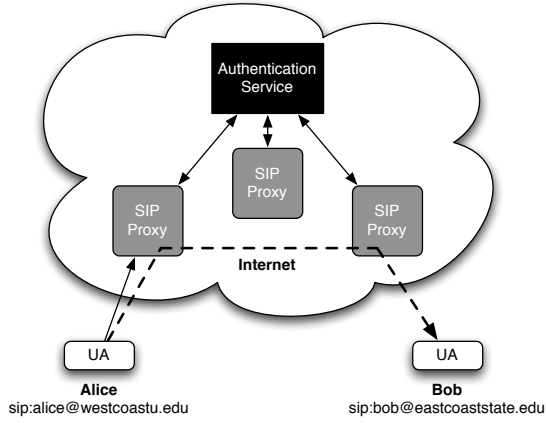 Authentication
Service
SIP
Proxy
SIP
Proxy
SIP
Proxy
Internet
UA
UA
Alice
Bob
sip:alice@westcoastu.edu
sip:bob@eastcoaststate.edu